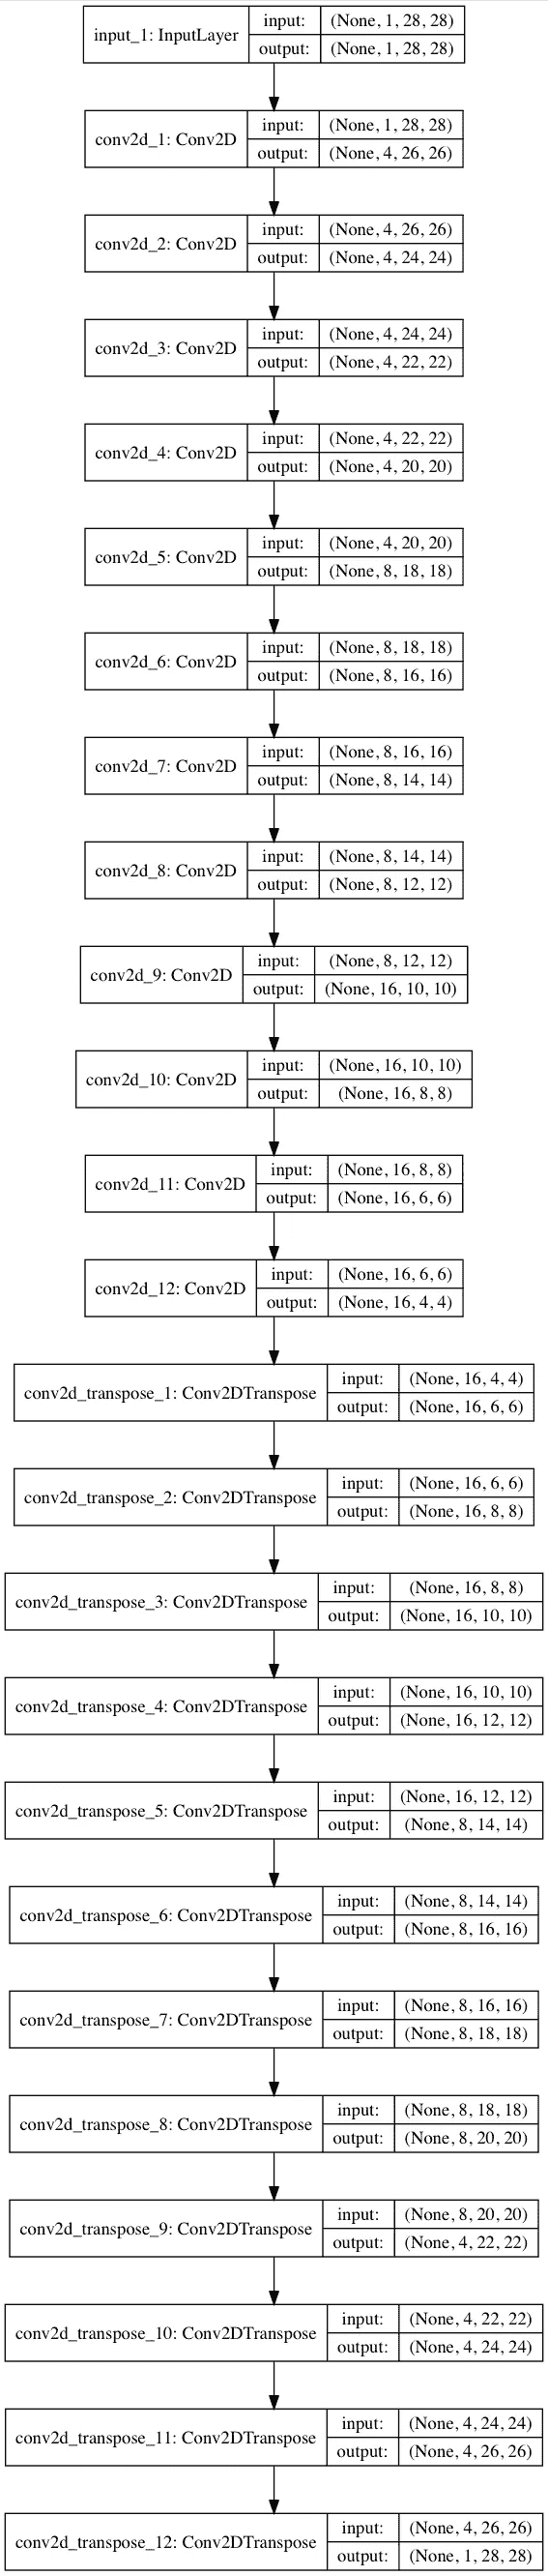 input_1: InputLayer
input: (None, 1, 28, 28)
output: (None, 1, 28, 28)
conv2d_1: Conv2D
input: (None, 1, 28, 28)
output: (None, 4, 26, 26)
conv2d_2: Conv2D
input: (None, 4, 26, 26)
output: (None, 4, 24, 24)
conv2d_3: Conv2D
input: (None, 4, 24, 24)
output: (None, 4, 22, 22)
conv2d_4: Conv2D
input: (None, 4, 22, 22)
output: (None, 4, 20, 20)
conv2d_5: Conv2D
input: (None, 4, 20, 20)
output: (None, 8, 18, 18)
conv2d_6: Conv2D
input: (None, 8, 18, 18)
output: (None, 8, 16, 16)
conv2d_7: Conv2D
input: (None, 8, 16, 16)
output: (None, 8, 14, 14)
conv2d_8: Conv2D
input: (None, 8, 14, 14)
output: (None, 8, 12, 12)
conv2d_9: Conv2D
input: (None, 8, 12, 12)
output: (None, 16, 10, 10)
conv2d_10: Conv2D
input: (None, 16, 10, 10)
output: (None, 16, 8, 8)
conv2d_11: Conv2D
input: (None, 16, 8, 8)
output: (None, 16, 6, 6)
conv2d_12: Conv2D
input: (None, 16, 6, 6)
output: (None, 16, 4, 4)
conv2d_transpose_1: Conv2DTranspose
input: (None, 16, 4, 4)
output: (None, 16, 6, 6)
conv2d_transpose_2: Conv2DTranspose
input: (None, 16, 6, 6)
output: (None, 16, 8, 8)
conv2d_transpose_3: Conv2DTranspose
input: (None, 16, 8, 8)
output: (None, 16, 10, 10)
conv2d_transpose_4: Conv2DTranspose
input: (None, 16, 10, 10)
output: (None, 16, 12, 12)
conv2d_transpose_5: Conv2DTranspose
input: (None, 16, 12, 12)
output: (None, 8, 14, 14)
conv2d_transpose_6: Conv2DTranspose
input: (None, 8, 14, 14)
output: (None, 8, 16, 16)
conv2d_transpose_7: Conv2DTranspose
input: (None, 8, 16, 16)
output: (None, 8, 18, 18)
conv2d_transpose_8: Conv2DTranspose
input: (None, 8, 18, 18)
output: (None, 8, 20, 20)
conv2d_transpose_9: Conv2DTranspose
input: (None, 8, 20, 20)
output: (None, 4, 22, 22)
conv2d_transpose_10: Conv2DTranspose
input: (None, 4, 22, 22)
output: (None, 4, 24, 24)
conv2d_transpose_11: Conv2DTranspose
input: (None, 4, 24, 24)
output: (None, 4, 26, 26)
conv2d_transpose_12: Conv2DTranspose
input: (None, 4, 26, 26)
output: (None, 1, 28, 28)